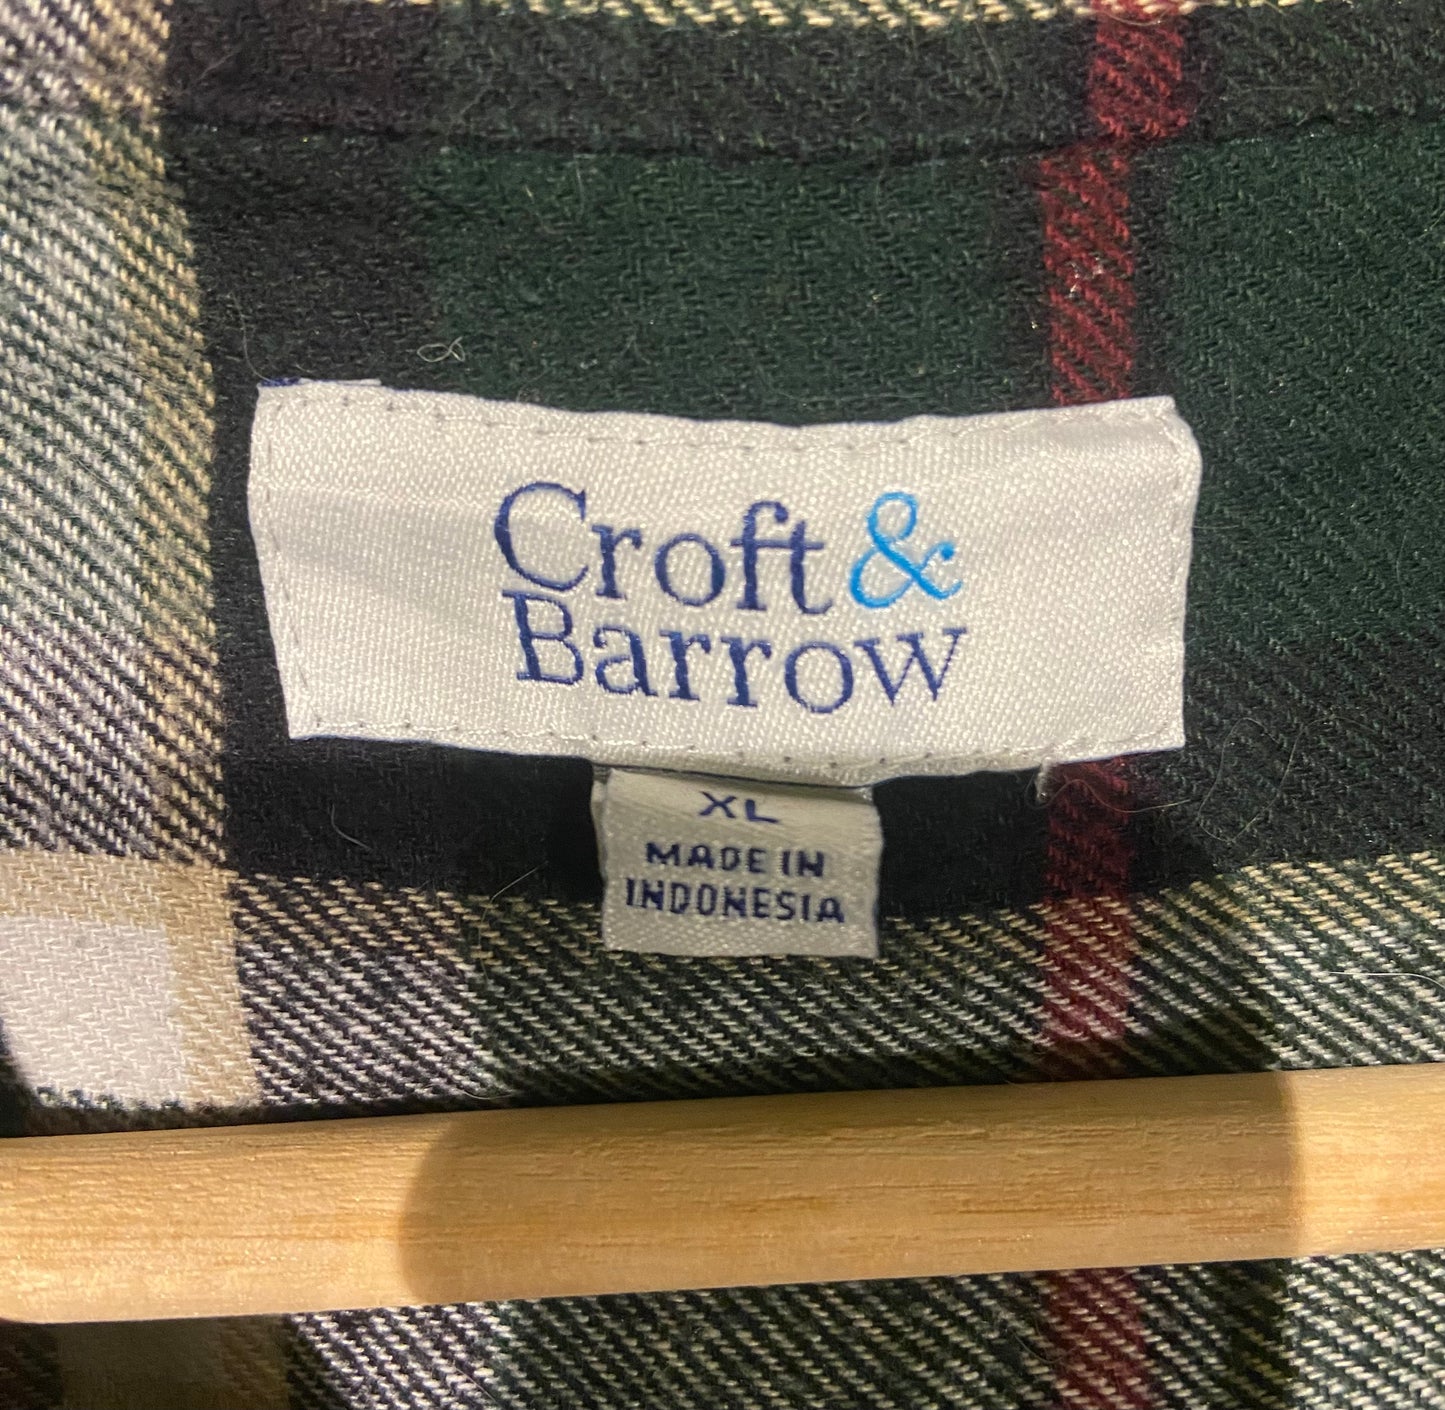 Croft &
Barrow
XL
MADE IN
INDONESIA